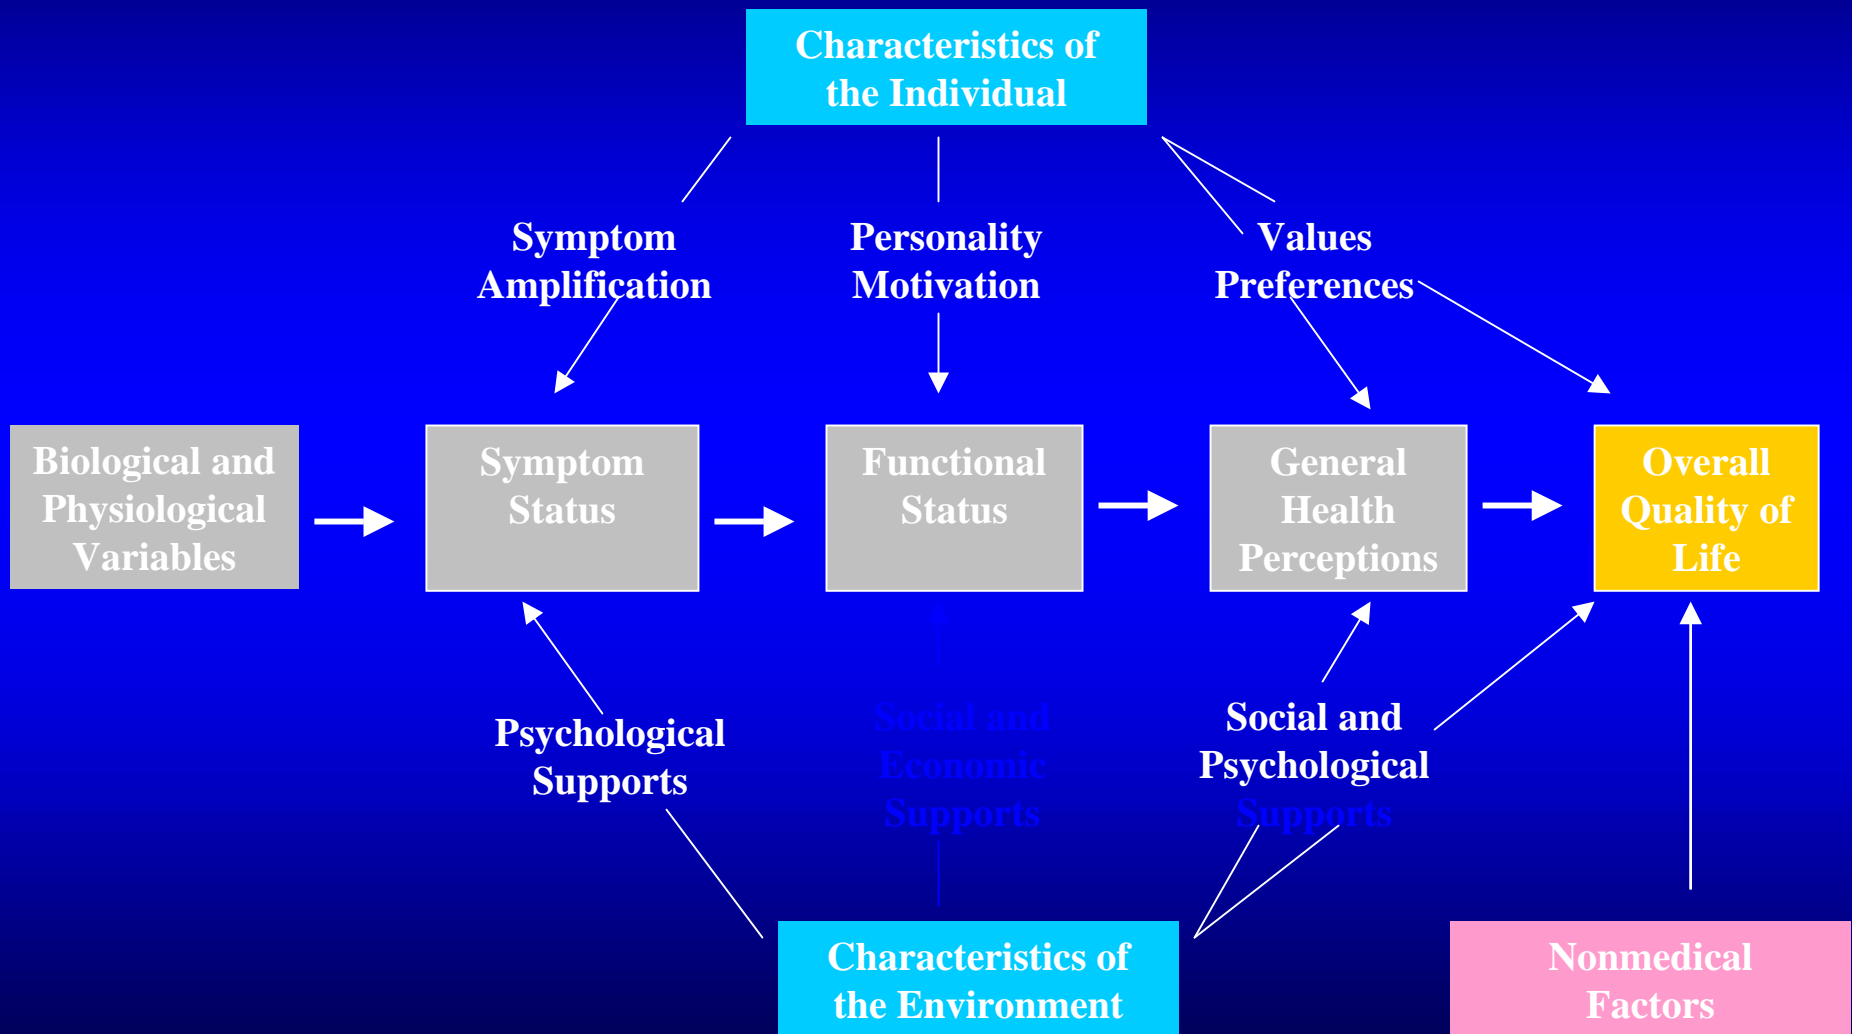 Characteristics of
the Individual
Symptom
Amplification
Personality
Motivation
Values
Preferences
Biological and
Physiological
Variables
Symptom
Status
Functional
Status
General
Health
Perceptions
Overall
Quality of
Life
Psychological
Supports
Social and
Economic
Supports
Social and
Psychological
Supports
Characteristics of
the Environment
Nonmedical
Factors